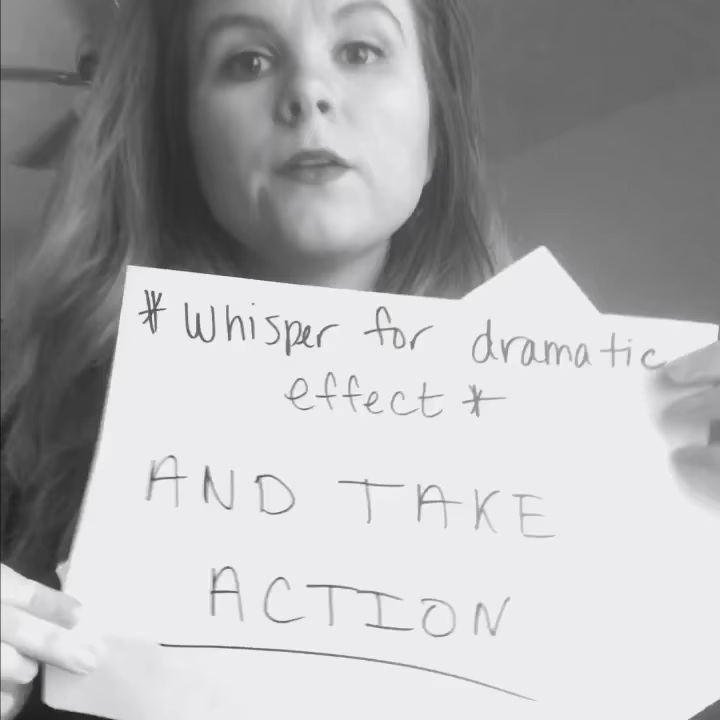 * Whisper for dramatic
effect *
AND TAKE
ACTION